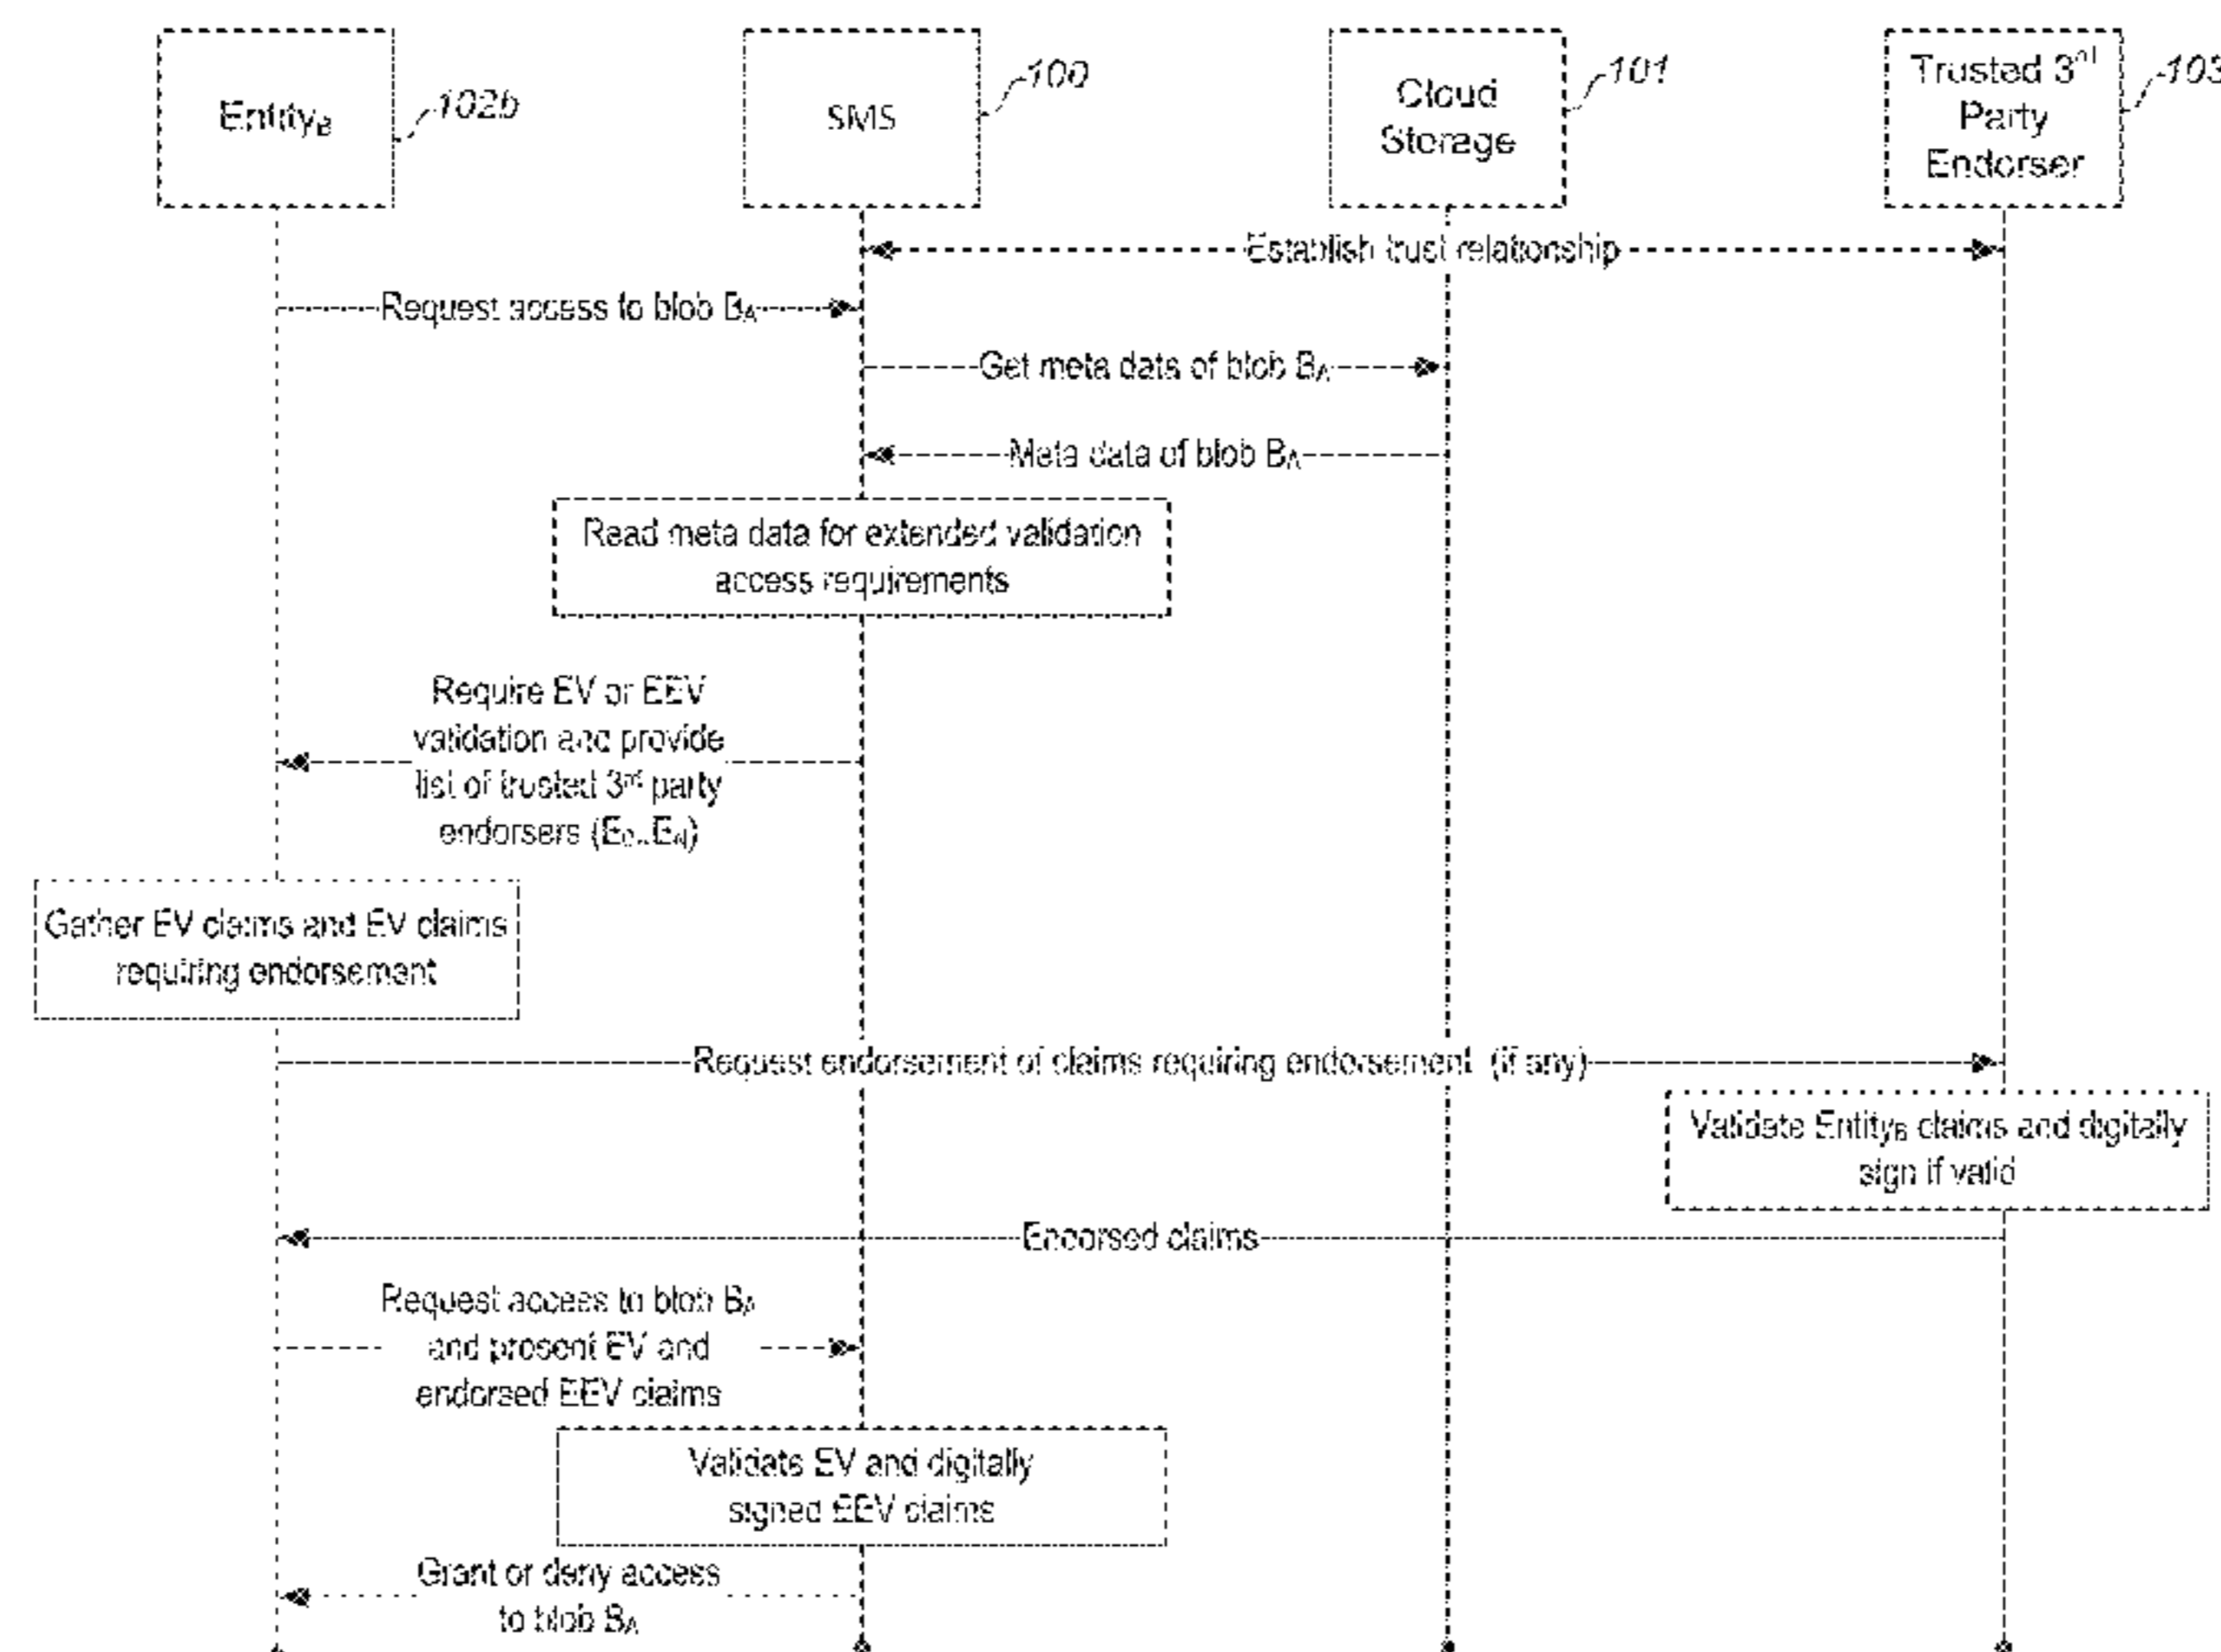 Entity_B
102b
SMS
100
Cloud
Storage
101
Trusted 3rd
Party
Endorser
103
Establish trust relationship
Request access to blob B_A
Get meta data of blob B_A
Meta data of blob B_A
Read meta data for extended validation
access requirements
Require EV or EEV
validation and provide
list of trusted 3rd party
endorsers (E_0..E_N)
Gather EV claims and EV claims
requiring endorsement
Request endorsement of claims requiring endorsement (if any)
Validate Entity_B claims and digitally
sign if valid
Endorsed claims
Request access to blob B_A
and present EV and
endorsed EEV claims
Validate EV and digitally
signed EEV claims
Grant or deny access
to blob B_A